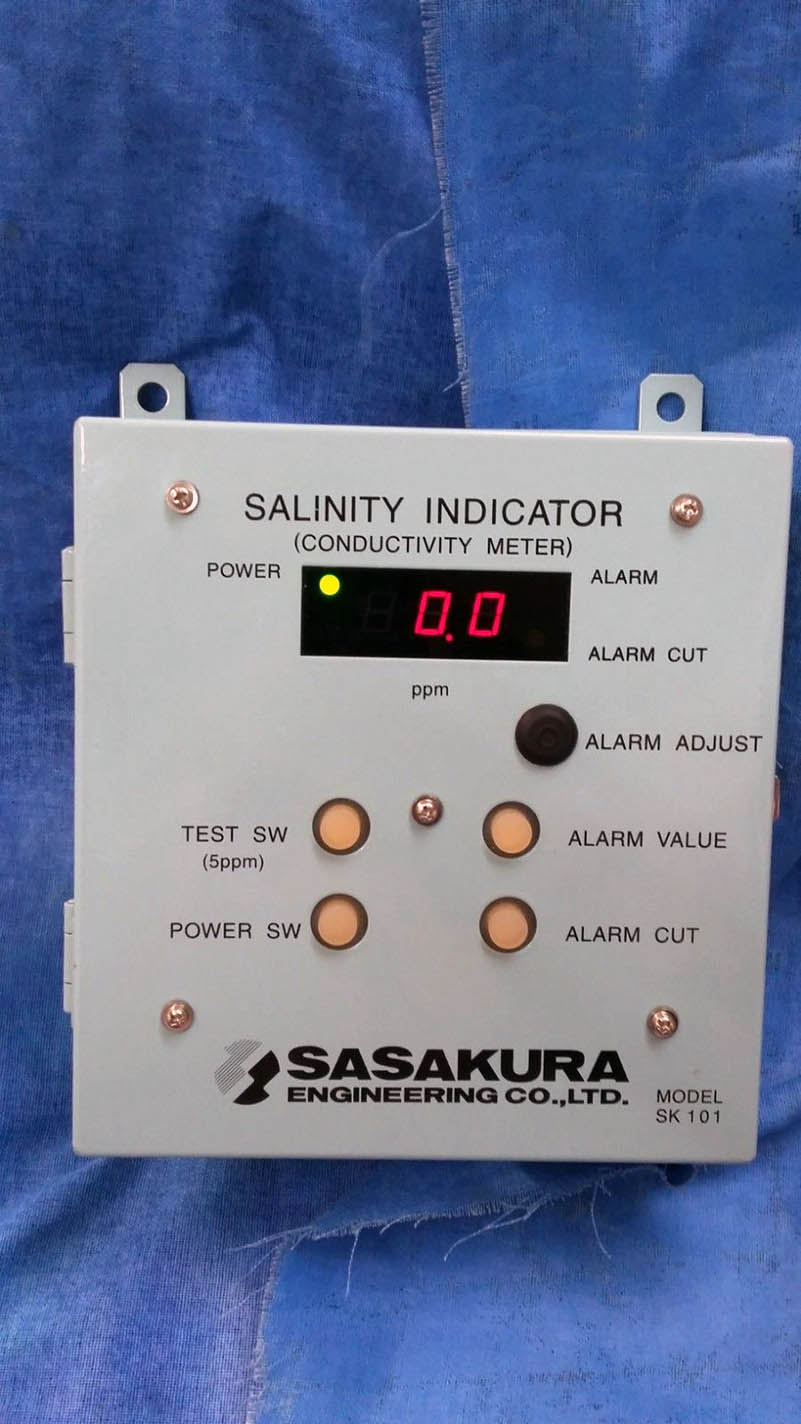 SALINITY INDICATOR
(CONDUCTIVITY METER)
POWER
ALARM
0.0
ALARM CUT
ppm
ALARM ADJUST
TEST SW
(5ppm)
ALARM VALUE
POWER SW
ALARM CUT
SASAKURA
ENGINEERING CO.,LTD.
MODEL
SK 101